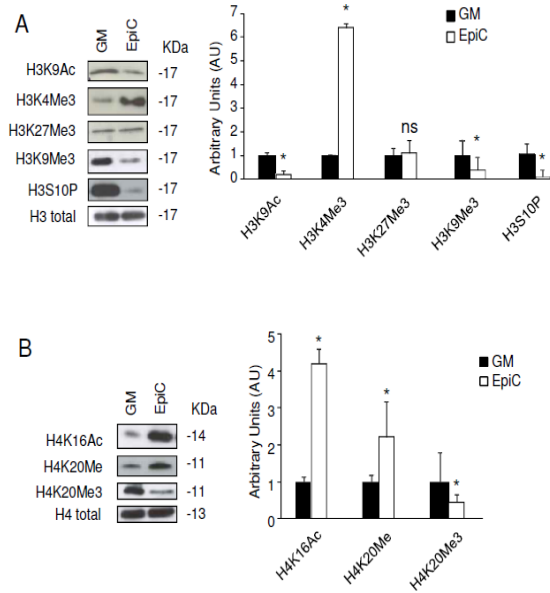 A
GM
EpiC
KDa
H3K9Ac
-17
H3K4Me3
-17
H3K27Me3
-17
H3K9Me3
-17
H3S10P
-17
H3 total
-17
Arbitrary Units (AU)
7
6
5
4
3
2
1
0
*
*
ns
*
*
GM
EpiC
H3K9Ac
H3K4Me3
H3K27Me3
H3K9Me3
H3S10P
B
GM
EpiC
KDa
H4K16Ac
-14
H4K20Me
-11
H4K20Me3
-11
H4 total
-13
Arbitrary Units (AU)
5
4
3
2
1
0
*
*
*
GM
EpiC
H4K16Ac
H4K20Me
H4K20Me3